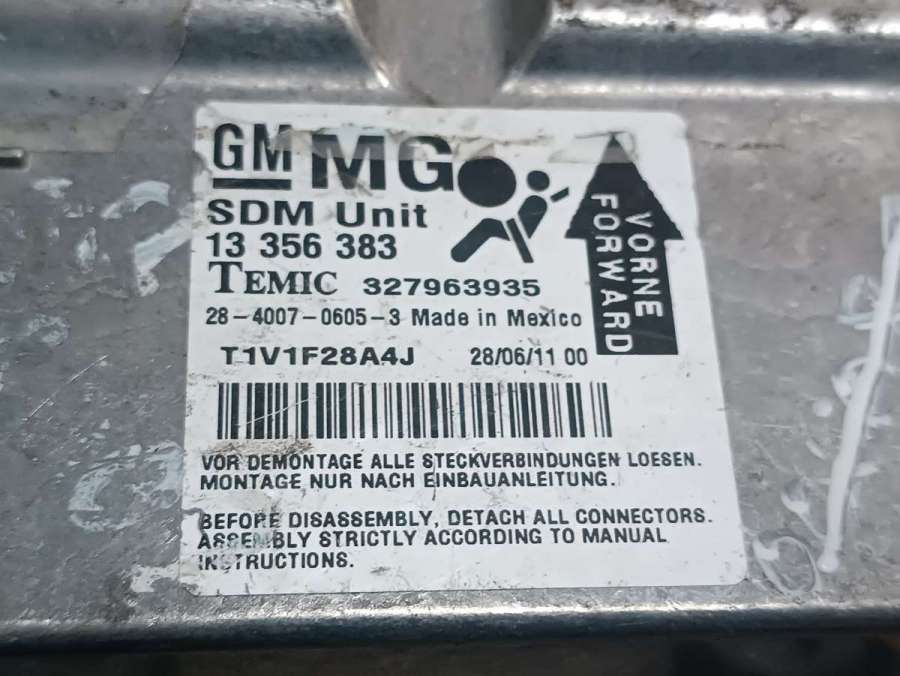 GM MG
SDM Unit
13 356 383
TEMIC 327963935
28-4007-0605-3 Made in Mexico
T1V1F28A4J 28/06/11 00
VORNE
FORWARD
VOR DEMONTAGE ALLE STECKVERBINDUNGEN LOESEN.
MONTAGE NUR NACH EINBAUANLEITUNG.
BEFORE DISASSEMBLY, DETACH ALL CONNECTORS.
ASSEMBLY STRICTLY ACCORDING TO MANUAL
INSTRUCTIONS.